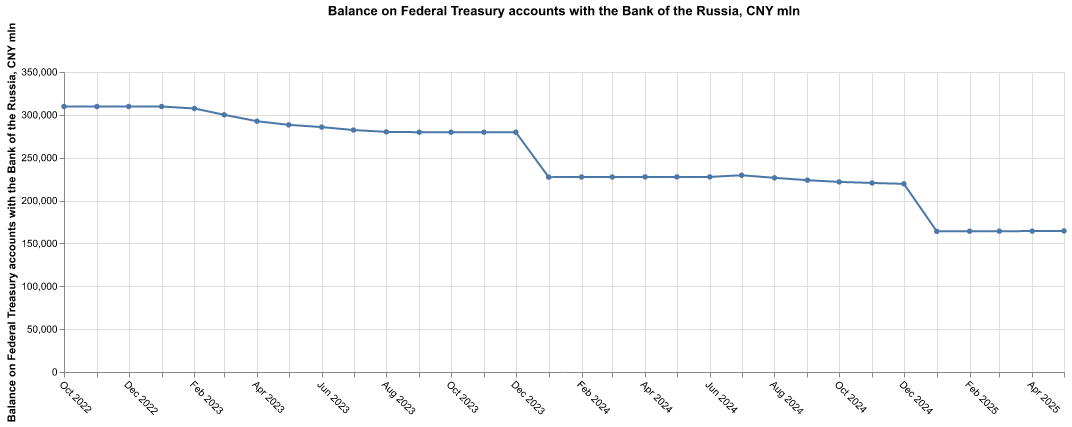 Balance on Federal Treasury accounts with the Bank of the Russia, CNY mln
Balance on Federal Treasury accounts with the Bank of the Russia, CNY mln
350,000
300,000
250,000
200,000
150,000
100,000
50,000
0
Oct 2022
Dec 2022
Feb 2023
Apr 2023
Jun 2023
Aug 2023
Oct 2023
Dec 2023
Feb 2024
Apr 2024
Jun 2024
Aug 2024
Oct 2024
Dec 2024
Feb 2025
Apr 2025